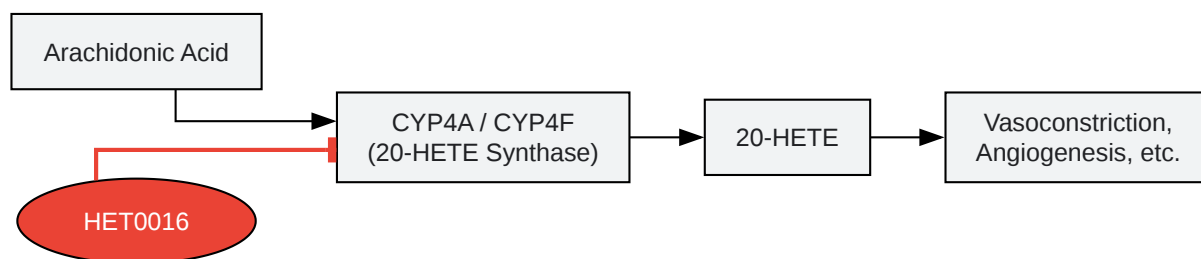 Arachidonic Acid
CYP4A / CYP4F
(20-HETE Synthase)
20-HETE
Vasoconstriction,
Angiogenesis, etc.
HET0016